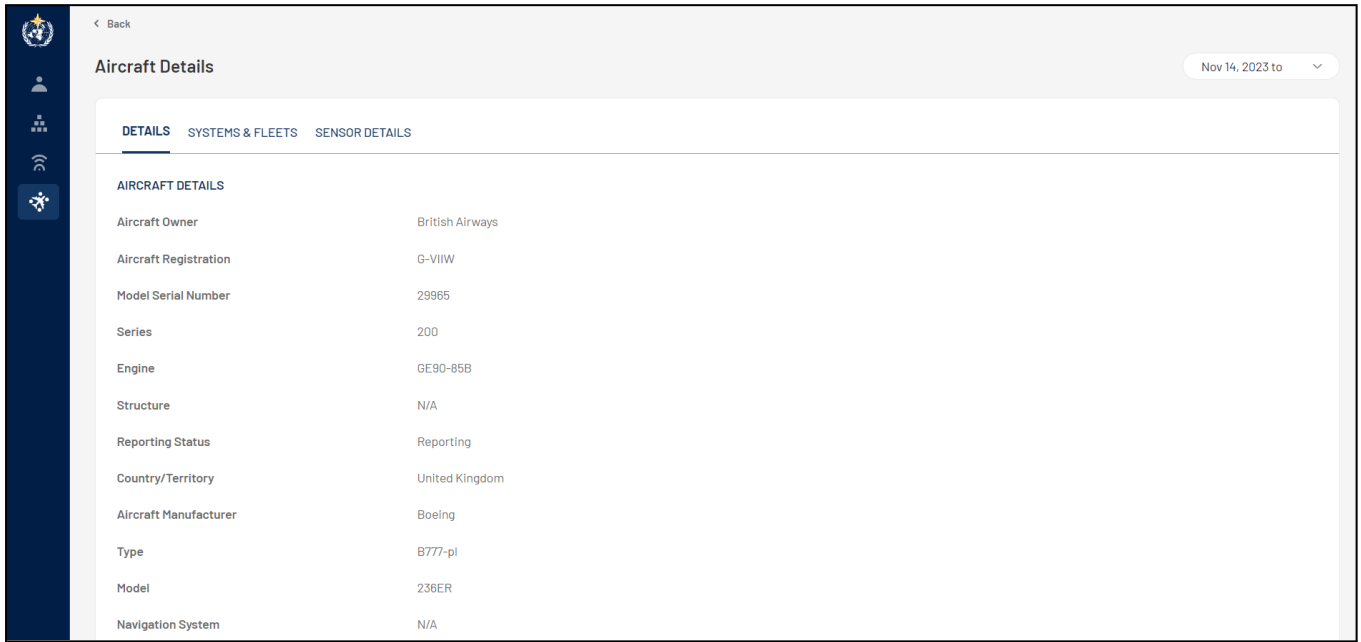 Back
Aircraft Details
Nov 14, 2023 to
DETAILS SYSTEMS & FLEETS SENSOR DETAILS
AIRCRAFT DETAILS
Aircraft Owner British Airways
Aircraft Registration G-VIIW
Model Serial Number 29965
Series 200
Engine GE90-85B
Structure N/A
Reporting Status Reporting
Country/Territory United Kingdom
Aircraft Manufacturer Boeing
Type B777-pl
Model 236ER
Navigation System N/A